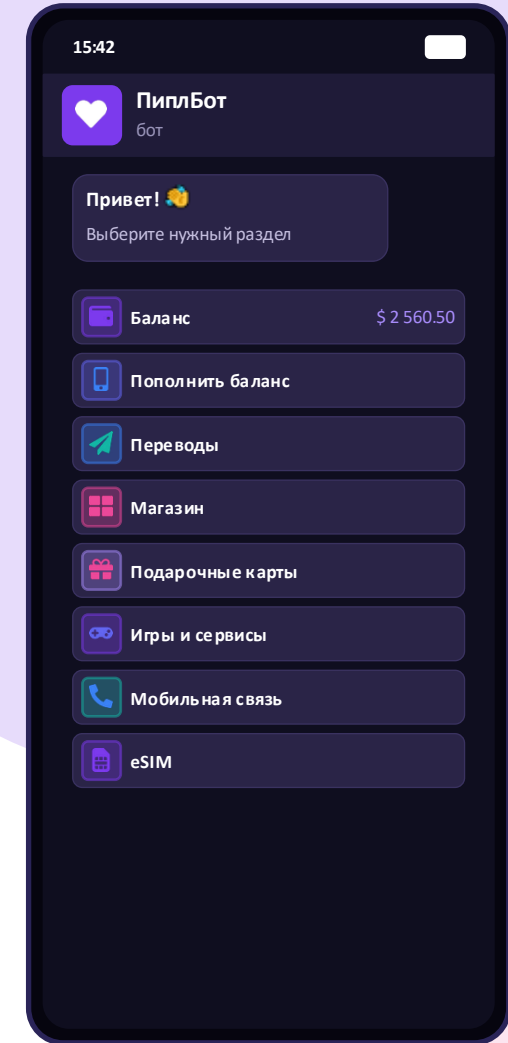 15:42
ПиплБот
бот
Привет! 👏
Выберите нужный раздел
Баланс $ 2 560.50
Пополнить баланс
Переводы
Магазин
Подарочные карты
Игры и сервисы
Мобильная связь
eSIM